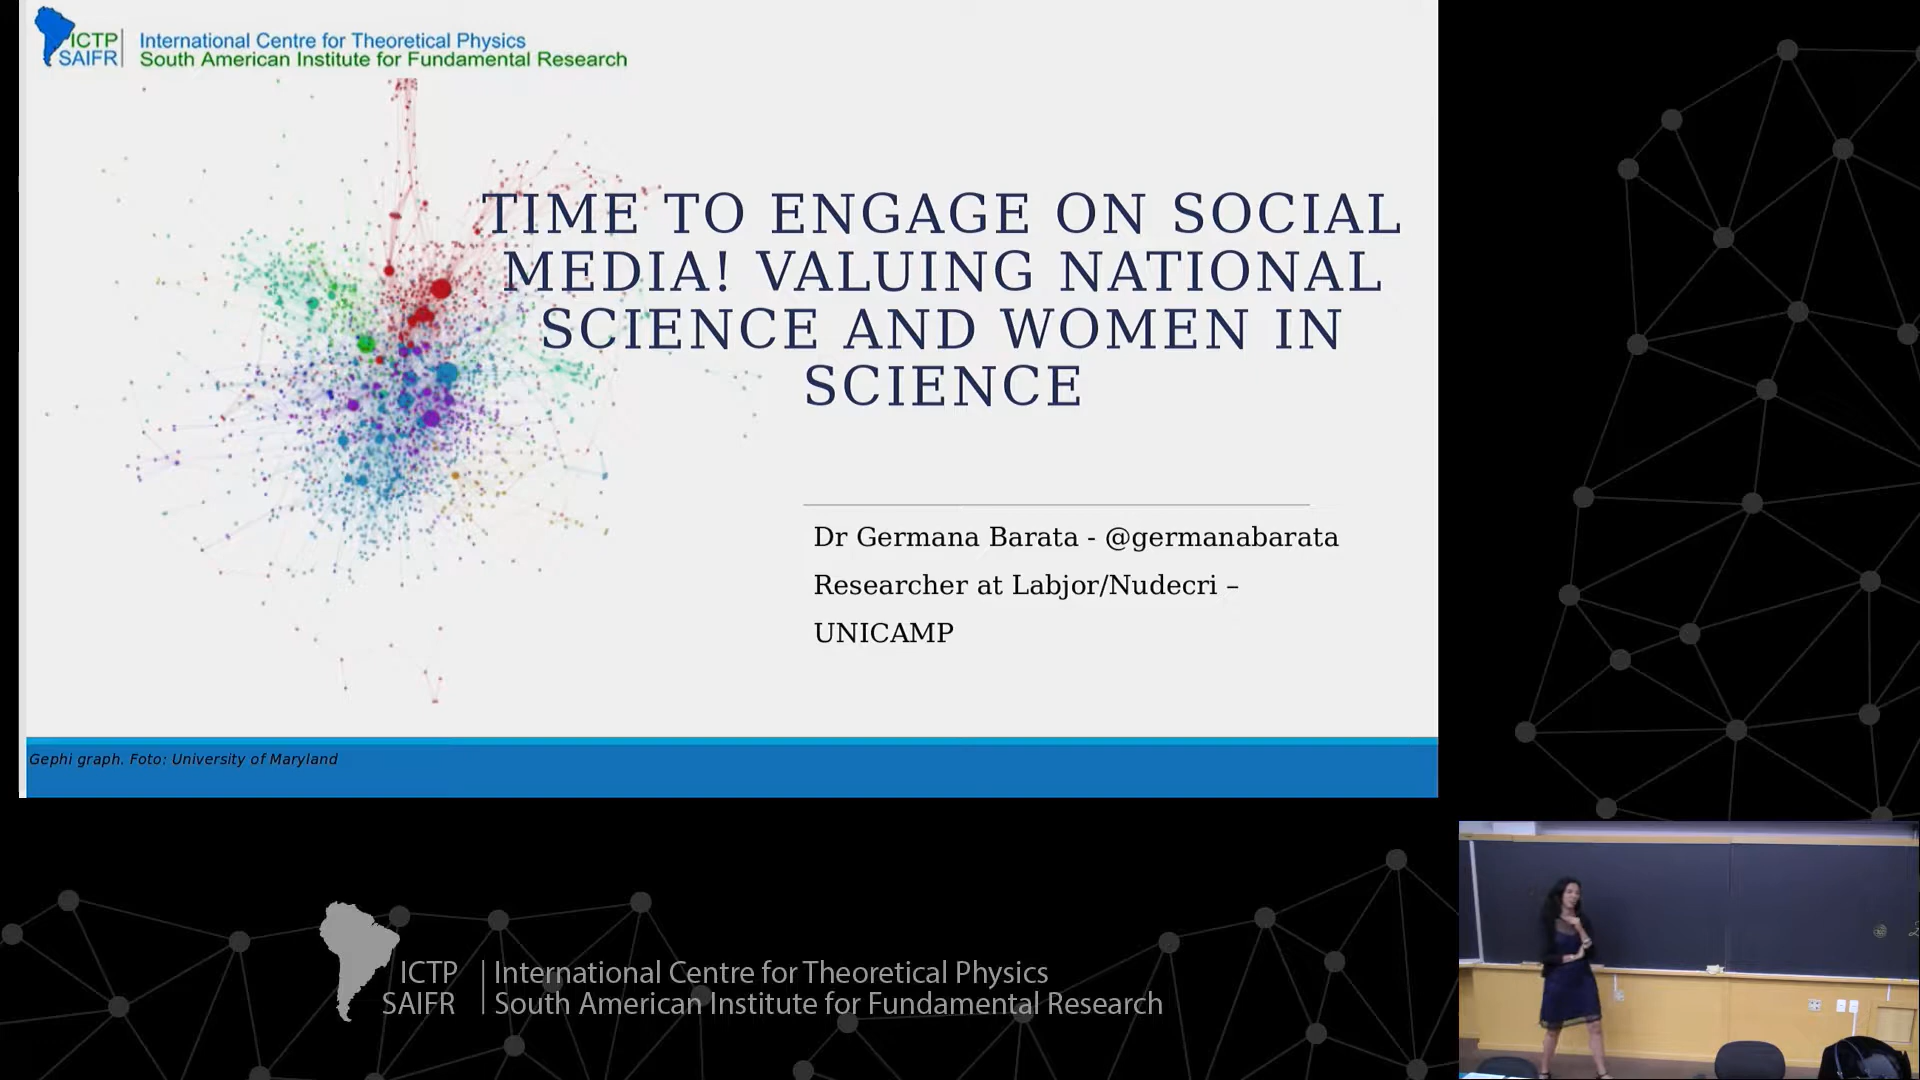 ICTP
SAIFR
International Centre for Theoretical Physics
South American Institute for Fundamental Research
TIME TO ENGAGE ON SOCIAL
MEDIA! VALUING NATIONAL
SCIENCE AND WOMEN IN
SCIENCE
Dr Germana Barata - @germanabarata
Researcher at Labjor/Nudecri –
UNICAMP
Gephi graph. Foto: University of Maryland
ICTP
SAIFR
International Centre for Theoretical Physics
South American Institute for Fundamental Research